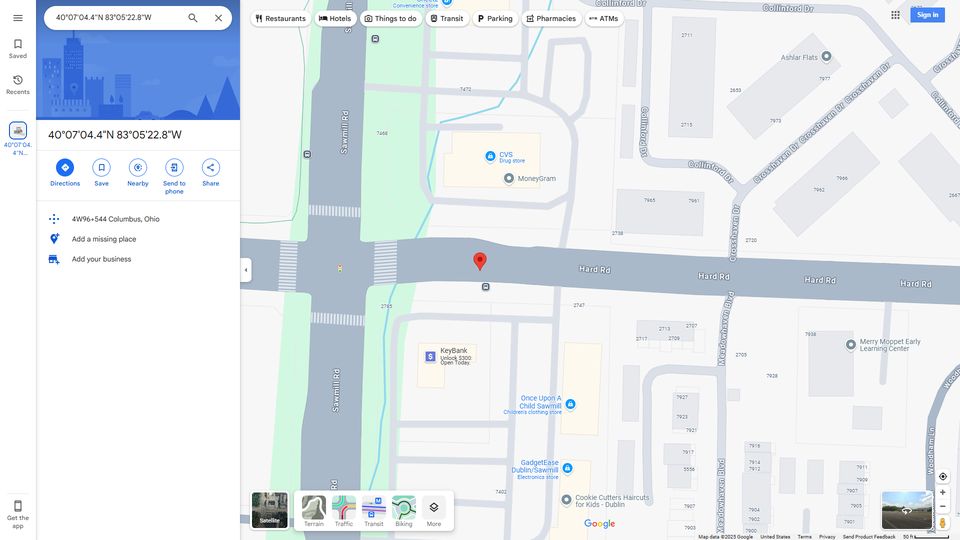 40°07'04.4"N 83°05'22.8"W
Restaurants
Hotels
Things to do
Transit
Parking
Pharmacies
ATMs
Sign in
Saved
Recents
40°07'04.
4"N...
40°07'04.4"N 83°05'22.8"W
Directions
Save
Nearby
Send to
phone
Share
4W96+544 Columbus, Ohio
Add a missing place
Add your business
Get the
app
Convenience store
Collinford Dr
2711
Ashlar Flats
7977
Crosshaven Dr
2653
7973
7472
7468
Sawmill Rd
Collinford Dr
2715
CVS
Drug store
MoneyGram
Collinford Dr
Crosshaven Dr
Crosshaven Dr
7966
7962
2667
7965
7961
2738
Crosshaven Dr
2720
Hard Rd
Hard Rd
Hard Rd
Hard Rd
2765
2747
KeyBank
Unlock $300:
Open Today.
2713
2707
2717
2709
Meadowhaven Blvd
2705
7938
Merry Moppet Early
Learning Center
7928
Sawmill Rd
Once Upon A
Child Sawmill
Children's clothing store
7927
7923
7921
7917
7916
7914
7912
7911
7909
7907
7905
7903
7901
5556
Meadowhaven Blvd
Woodham Ln
GadgetEase
Dublin/Sawmill
Electronics store
7402
Cookie Cutters Haircuts
for Kids - Dublin
Satellite
Terrain
Traffic
Transit
Biking
More
Google
Map data ©2025 Google
United States
Terms
Privacy
Send Product Feedback
50 ft